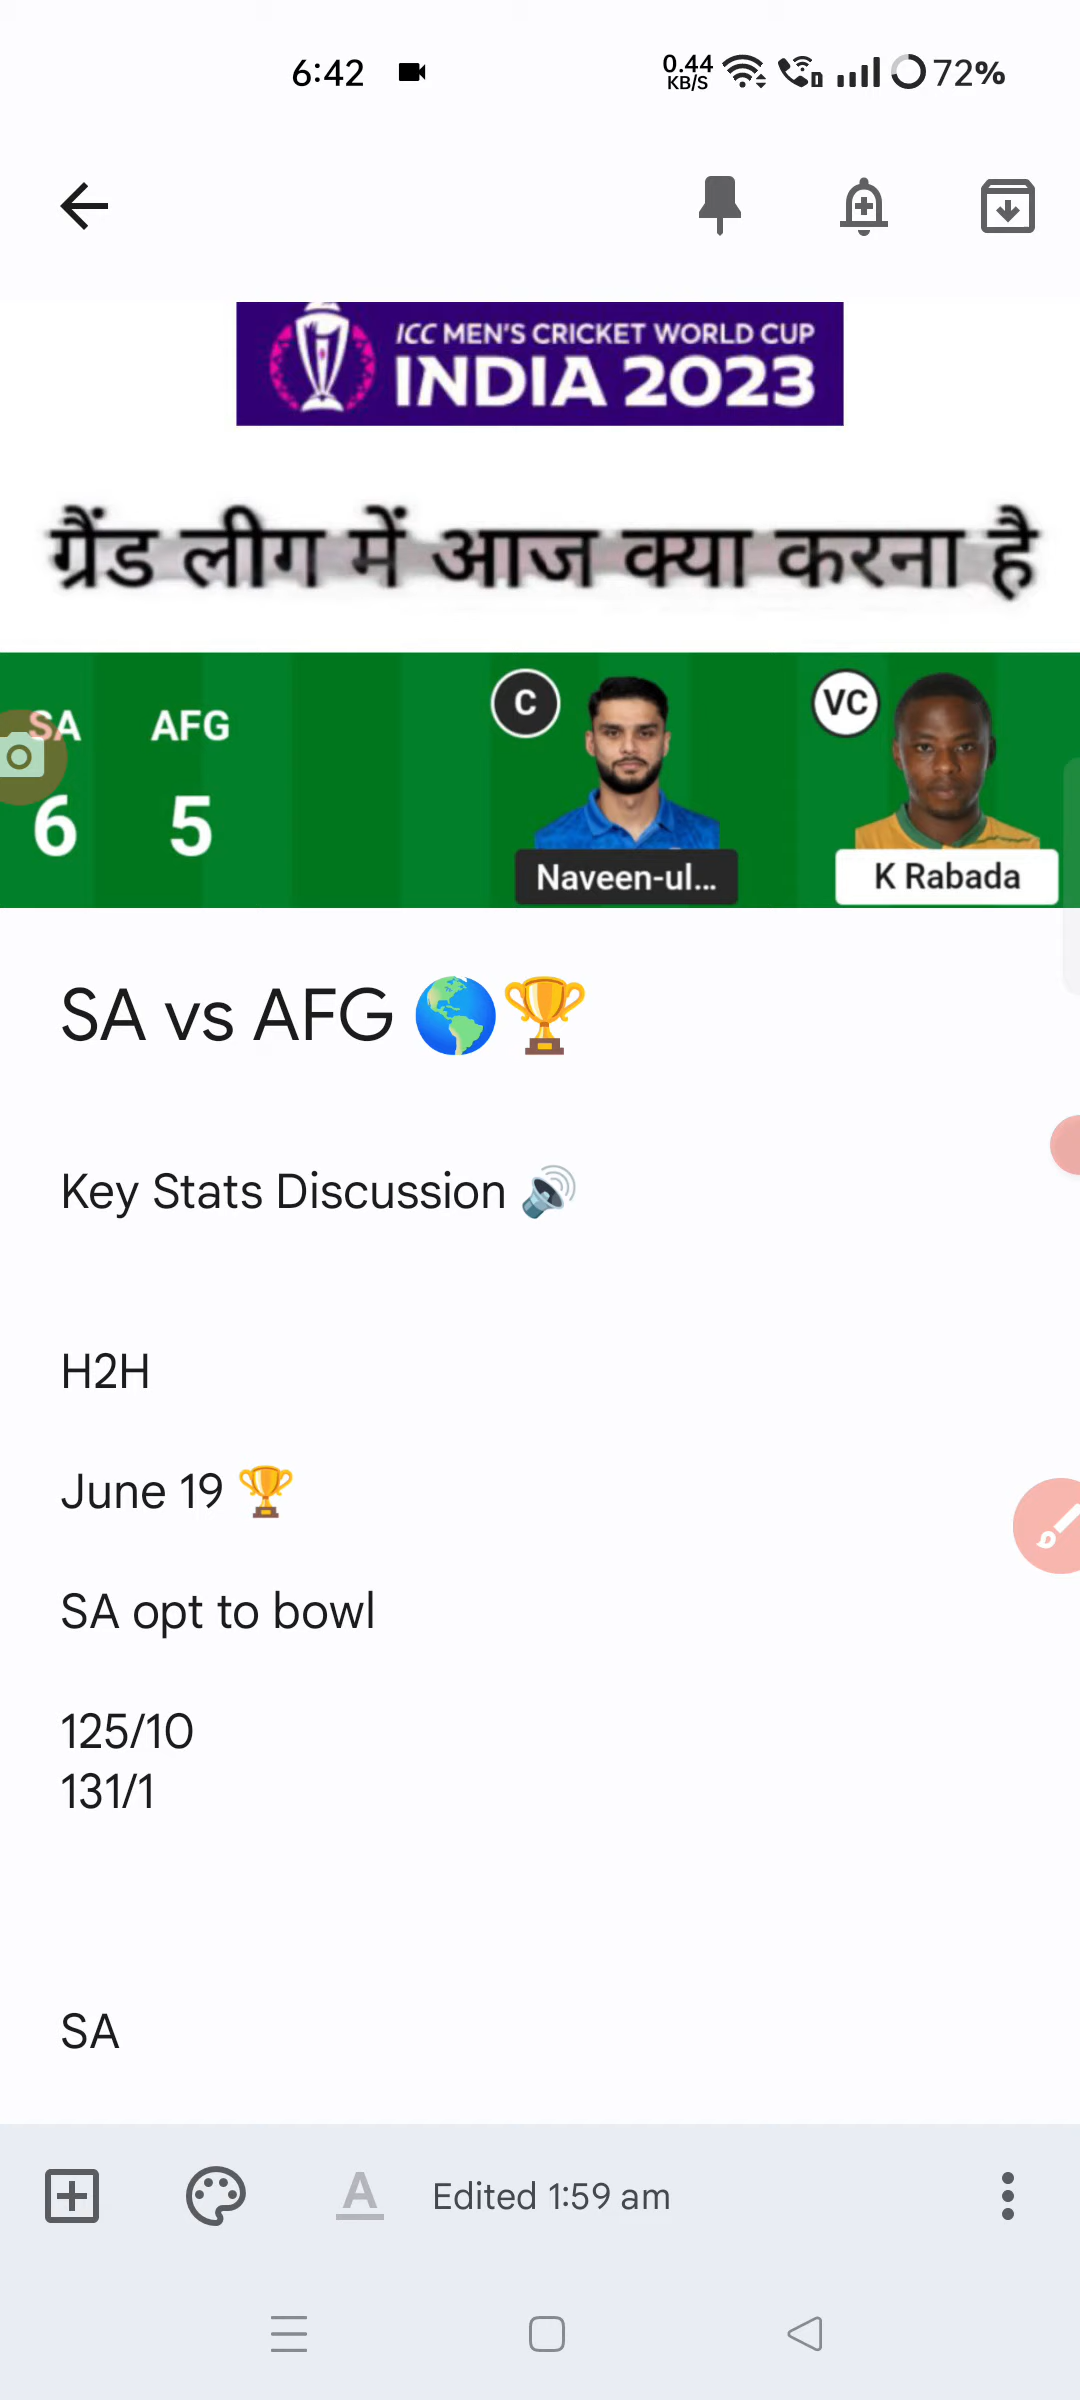 6:42
0.44
KB/S
72%
ICC MEN'S CRICKET WORLD CUP
INDIA 2023
ग्रैंड लीग में आज क्या करना है
SA AFG
6 5
C
VC
Naveen-ul...
K Rabada
SA vs AFG 🌎🏆
Key Stats Discussion 🔊
H2H
June 19 🏆
SA opt to bowl
125/10
131/1
SA
A
Edited 1:59 am